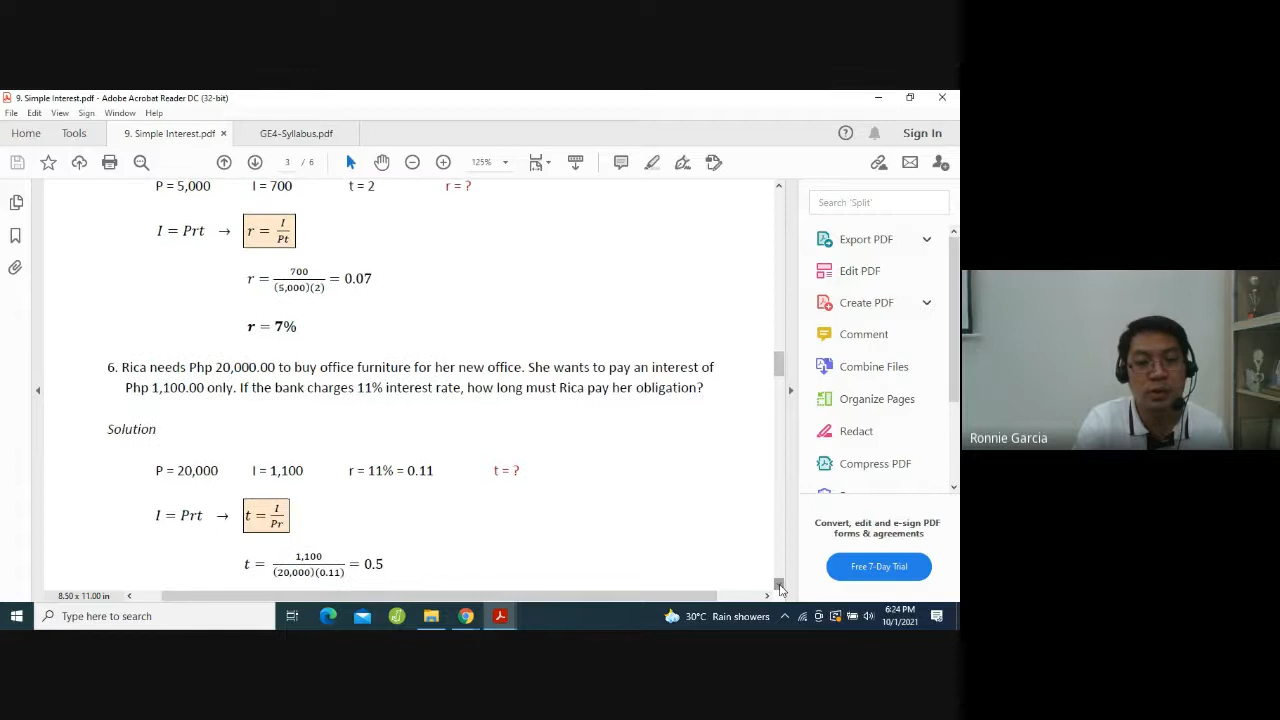 9. Simple Interest.pdf - Adobe Acrobat Reader DC (32-bit)
File Edit View Sign Window Help
Home Tools 9. Simple Interest.pdf × GE4-Syllabus.pdf Sign In
3 / 6 125%
P = 5,000 I = 700 t = 2 r = ?
I = Prt → r = I/Pt
r = 700/(5,000)(2) = 0.07
r = 7%
6. Rica needs Php 20,000.00 to buy office furniture for her new office. She wants to pay an interest of
Php 1,100.00 only. If the bank charges 11% interest rate, how long must Rica pay her obligation?
Solution
P = 20,000 I = 1,100 r = 11% = 0.11 t = ?
I = Prt → t = I/Pr
t = 1,100/(20,000)(0.11) = 0.5
8.50 x 11.00 in
Search 'Split'
Export PDF
Edit PDF
Create PDF
Comment
Combine Files
Organize Pages
Redact
Compress PDF
Convert, edit and e-sign PDF
forms & agreements
Free 7-Day Trial
Type here to search
30°C Rain showers
6:24 PM
10/1/2021
Ronnie Garcia